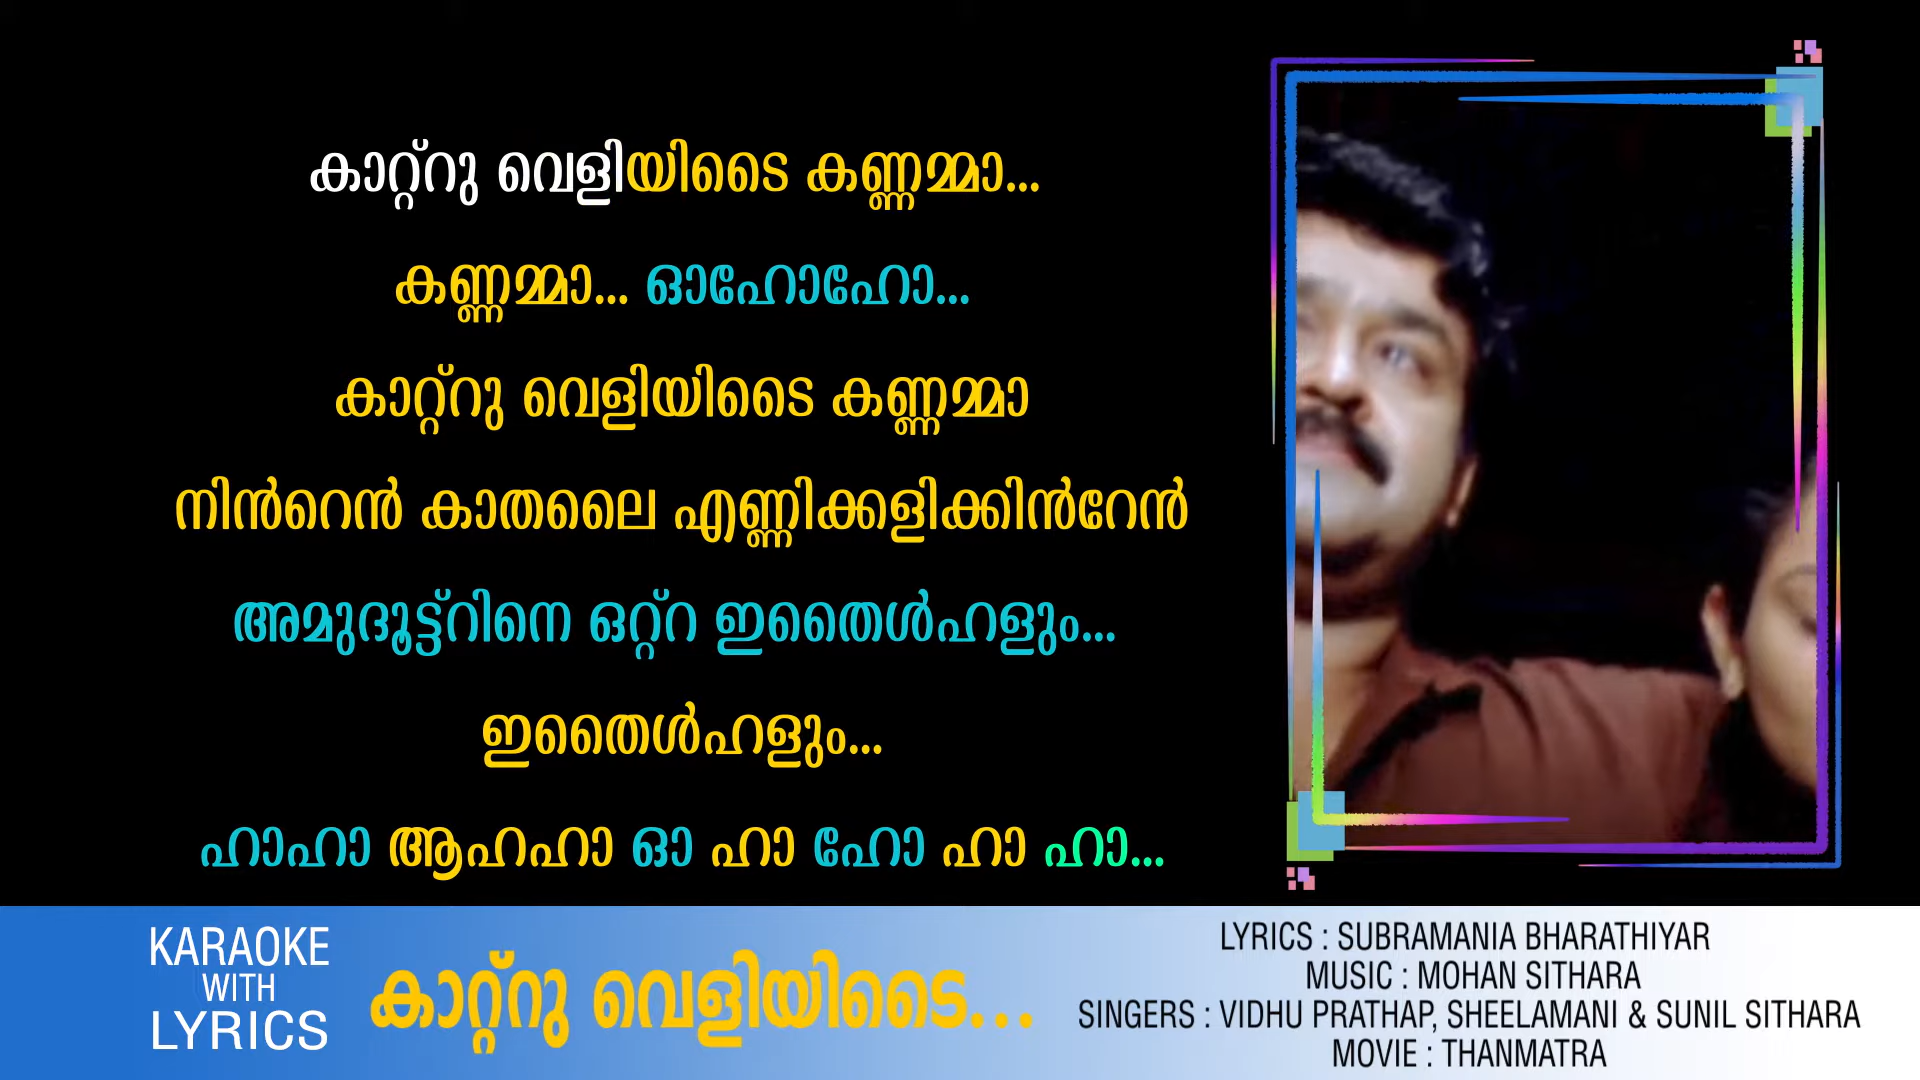 കാറ്റ്റു വെളിയിടൈ കണ്ണമ്മാ...
കണ്ണമ്മാ... ഓഹോഹോ...
കാറ്റ്റു വെളിയിടൈ കണ്ണമ്മാ
നിൻറെൻ കാതലൈ എണ്ണിക്കളിക്കിൻറേൻ
അമുദൂട്ട്റിനെ ഒറ്റ്റ ഇതൈൾഹളും...
ഇതൈൾഹളും...
ഹാഹാ ആഹഹാ ഓ ഹാ ഹോ ഹാ ഹാ...
KARAOKE
WITH
LYRICS
കാറ്റ്റു വെളിയിടൈ...
LYRICS : SUBRAMANIA BHARATHIYAR
MUSIC : MOHAN SITHARA
SINGERS : VIDHU PRATHAP, SHEELAMANI & SUNIL SITHARA
MOVIE : THANMATRA